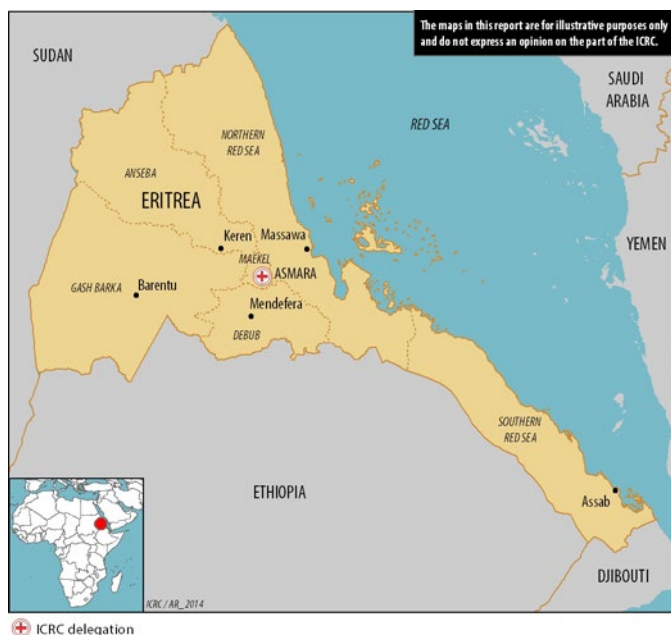 The maps in this report are for illustrative purposes only
and do not express an opinion on the part of the ICRC.
SUDAN
SAUDI
ARABIA
RED SEA
NORTHERN
RED SEA
ANSEBA
ERITREA
YEMEN
Keren
Massawa
MAEKEL
ASMARA
GASH BARKA
Barentu
Mendefera
DEBUB
SOUTHERN
RED SEA
ETHIOPIA
Assab
DJIBOUTI
ICRC / AR_2014
ICRC delegation